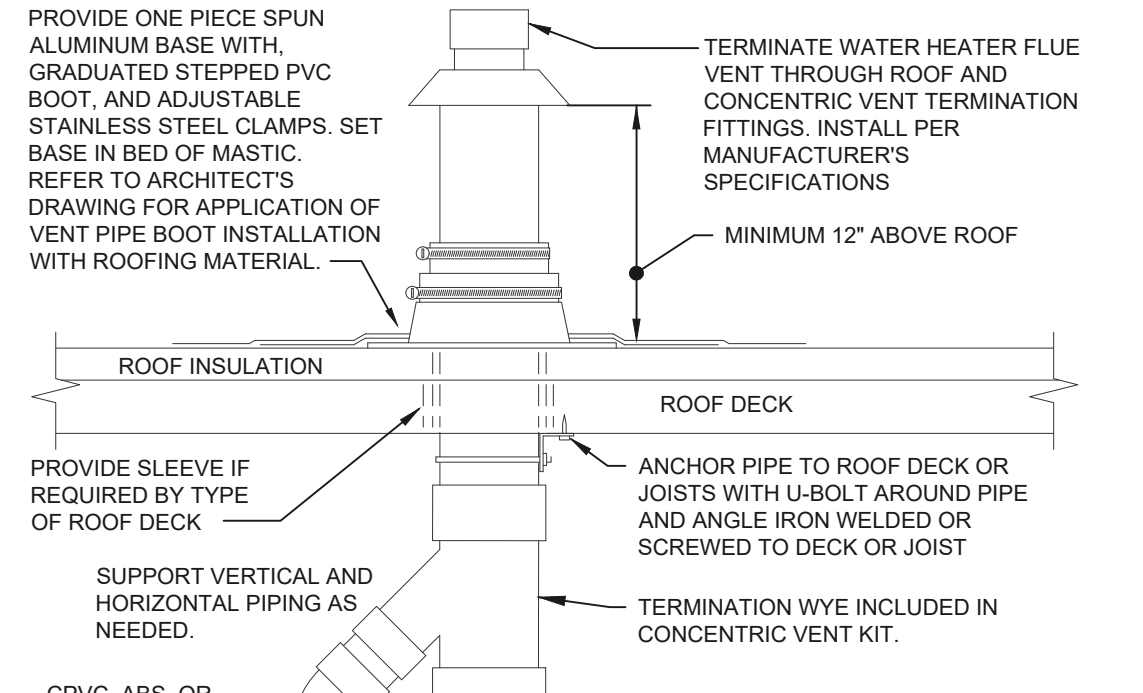 PROVIDE ONE PIECE SPUN
ALUMINUM BASE WITH,
GRADUATED STEPPED PVC
BOOT, AND ADJUSTABLE
STAINLESS STEEL CLAMPS. SET
BASE IN BED OF MASTIC.
REFER TO ARCHITECT'S
DRAWING FOR APPLICATION OF
VENT PIPE BOOT INSTALLATION
WITH ROOFING MATERIAL.
TERMINATE WATER HEATER FLUE
VENT THROUGH ROOF AND
CONCENTRIC VENT TERMINATION
FITTINGS. INSTALL PER
MANUFACTURER'S
SPECIFICATIONS
MINIMUM 12" ABOVE ROOF
ROOF INSULATION
ROOF DECK
PROVIDE SLEEVE IF
REQUIRED BY TYPE
OF ROOF DECK
ANCHOR PIPE TO ROOF DECK OR
JOISTS WITH U-BOLT AROUND PIPE
AND ANGLE IRON WELDED OR
SCREWED TO DECK OR JOIST
SUPPORT VERTICAL AND
HORIZONTAL PIPING AS
NEEDED.
TERMINATION WYE INCLUDED IN
CONCENTRIC VENT KIT.
CPVC, ABS, OR